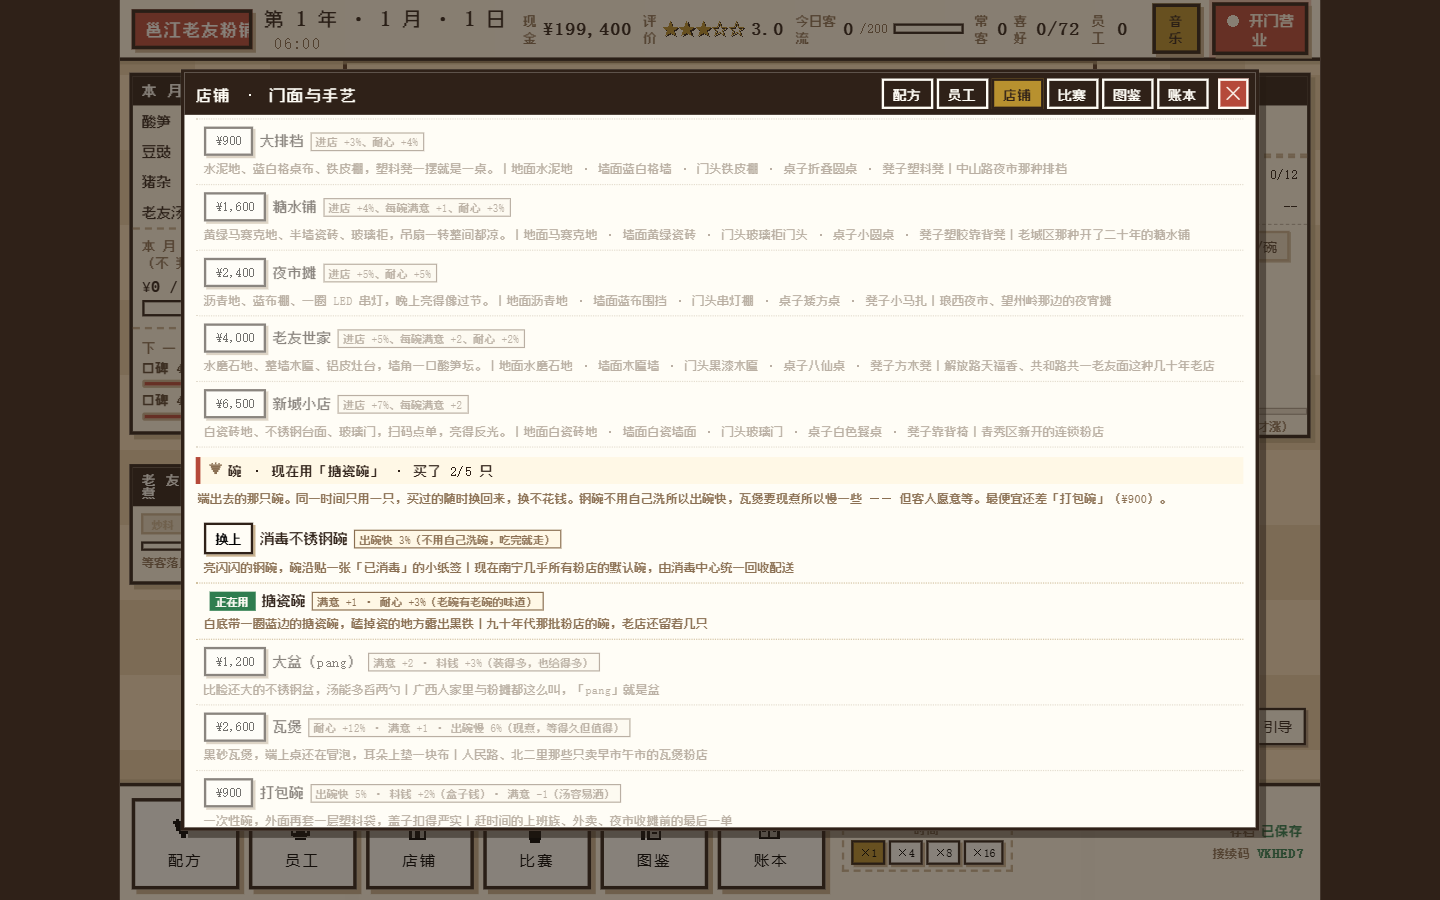 邕江老友粉铺
第 1 年 · 1 月 · 1 日
06:00
现金 ¥199,400
评价 ★★★☆☆ 3.0
今日客流 0 /200
常客 0
喜好 0/72
员工 0
音乐
开门营业
店铺 · 门面与手艺
配方 员工 店铺 比赛 图鉴 账本
¥900 大排档 进店 +3%、耐心 +4%
水泥地、蓝白格桌布、铁皮棚，塑料凳一摆就是一桌。|地面水泥地 · 墙面蓝白格墙 · 门头铁皮棚 · 桌子折叠圆桌 · 凳子塑料凳|中山路夜市那种排档
¥1,600 糖水铺 进店 +4%、每碗满意 +1、耐心 +3%
黄绿马赛克地、半墙瓷砖、玻璃柜，吊扇一转整间都凉。|地面马赛克地 · 墙面黄绿瓷砖 · 门头玻璃柜门头 · 桌子小圆桌 · 凳子塑胶靠背凳|老城区那种开了二十年的糖水铺
¥2,400 夜市摊 进店 +5%、耐心 +5%
沥青地、蓝布棚、一圈 LED 串灯，晚上亮得像过节。|地面沥青地 · 墙面蓝布围挡 · 门头串灯棚 · 桌子矮方桌 · 凳子小马扎|琅西夜市、望州岭那边的夜宵摊
¥4,000 老友世家 进店 +5%、每碗满意 +2、耐心 +2%
水磨石地、整墙木匾、铝皮灶台，墙角一口酸笋坛。|地面水磨石地 · 墙面木匾墙 · 门头黑漆木匾 · 桌子八仙桌 · 凳子方木凳|解放路天福香、共和路共一老友面这种几十年老店
¥6,500 新城小店 进店 +7%、每碗满意 +2
白瓷砖地、不锈钢台面、玻璃门，扫码点单，亮得反光。|地面白瓷砖地 · 墙面白瓷墙面 · 门头玻璃门 · 桌子白色餐桌 · 凳子靠背椅|青秀区新开的连锁粉店
碗 · 现在用「搪瓷碗」 · 买了 2/5 只
端出去的那只碗。同一时间只用一只，买过的随时换回来，换不花钱。钢碗不用自己洗所以出碗快，瓦煲要现煮所以慢一些 —— 但客人愿意等。最便宜还差「打包碗」（¥900）。
换上 消毒不锈钢碗 出碗快 3%（不用自己洗碗，吃完就走）
亮闪闪的钢碗，碗沿贴一张「已消毒」的小纸签|现在南宁几乎所有粉店的默认碗，由消毒中心统一回收配送
正在用 搪瓷碗 满意 +1 · 耐心 +3%（老碗有老碗的味道）
白底带一圈蓝边的搪瓷碗，磕掉瓷的地方露出黑铁|九十年代那批粉店的碗，老店还留着几只
¥1,200 大盆（pang） 满意 +2 · 料钱 +3%（装得多，也给得多）
比脸还大的不锈钢盆，汤能多舀两勺|广西人家里与粉摊都这么叫，「pang」就是盆
¥2,600 瓦煲 耐心 +12% · 满意 +1 · 出碗慢 6%（现煮，等得久但值得）
黑砂瓦煲，端上桌还在冒泡，耳朵上垫一块布|人民路、北二里那些只卖早市午市的瓦煲粉店
¥900 打包碗 出碗快 5% · 料钱 +2%（盒子钱） · 满意 -1（汤容易洒）
一次性碗，外面再套一层塑料袋，盖子扣得严实|赶时间的上班族、外卖、夜市收摊前的最后一单
本 月
酸笋
豆豉
猪杂
老友汤
本 月
（不
¥0 /
下 一
口碑 4
口碑 4
老 友
煮
等客落
0/12
--
/碗
才涨）
引导
配方 员工 店铺 比赛 图鉴 账本
×1 ×4 ×8 ×16
已保存
接续码 VKHED7